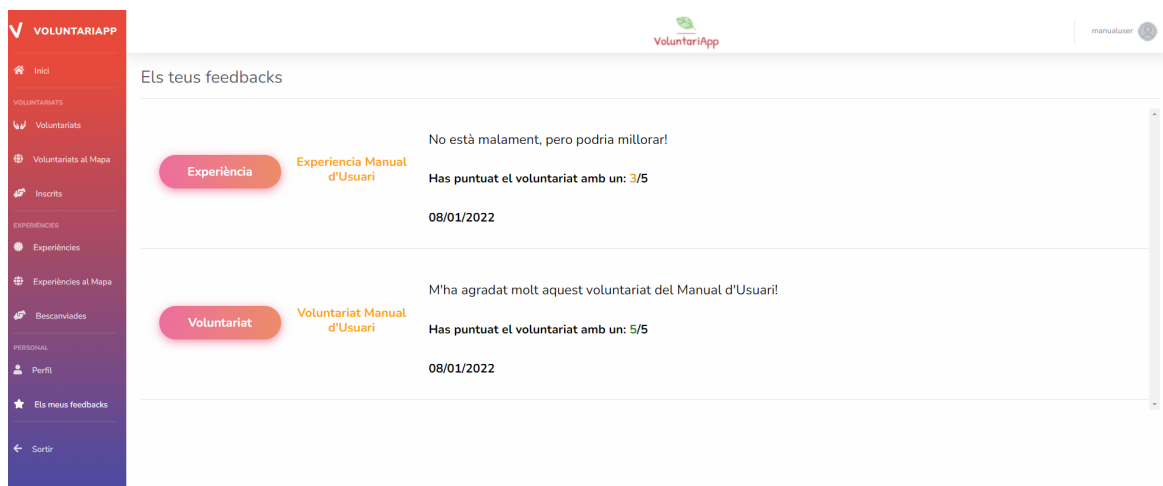 VOLUNTARIAPP
VoluntariApp
manualuser
Inici
VOLUNTARIATS
Voluntariats
Voluntariats al Mapa
Inscrits
EXPERIÈNCIES
Experiències
Experiències al Mapa
Bescanviades
PERSONAL
Perfil
Els meus feedbacks
Sortir
Els teus feedbacks
Experiència
Experiencia Manual
d'Usuari
No està malament, pero podria millorar!
Has puntuat el voluntariat amb un: 3/5
08/01/2022
Voluntariat
Voluntariat Manual
d'Usuari
M'ha agradat molt aquest voluntariat del Manual d'Usuari!
Has puntuat el voluntariat amb un: 5/5
08/01/2022